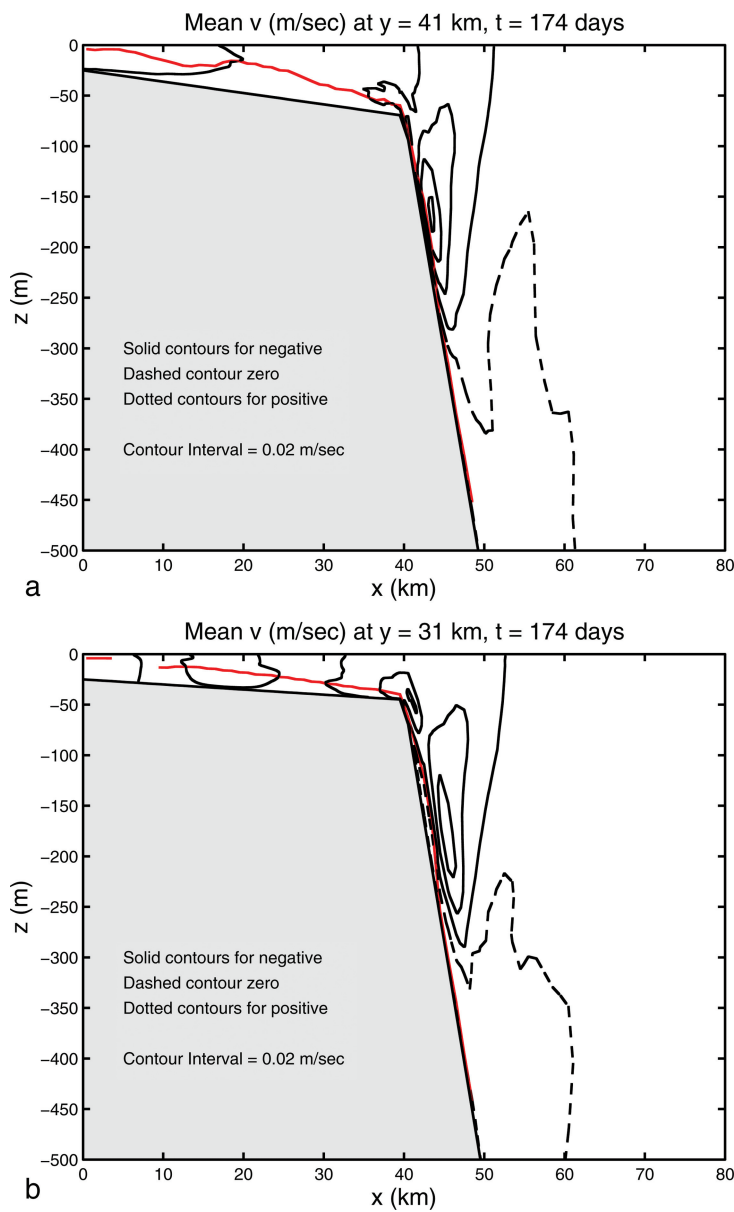 Mean v (m/sec) at y = 41 km, t = 174 days
0
−50
−100
−150
−200
−250
−300
−350
−400
−450
−500
z (m)
Solid contours for negative
Dashed contour zero
Dotted contours for positive
Contour Interval = 0.02 m/sec
0 10 20 30 40 50 60 70 80
x (km)
a
Mean v (m/sec) at y = 31 km, t = 174 days
0
−50
−100
−150
−200
−250
−300
−350
−400
−450
−500
z (m)
Solid contours for negative
Dashed contour zero
Dotted contours for positive
Contour Interval = 0.02 m/sec
0 10 20 30 40 50 60 70 80
x (km)
b